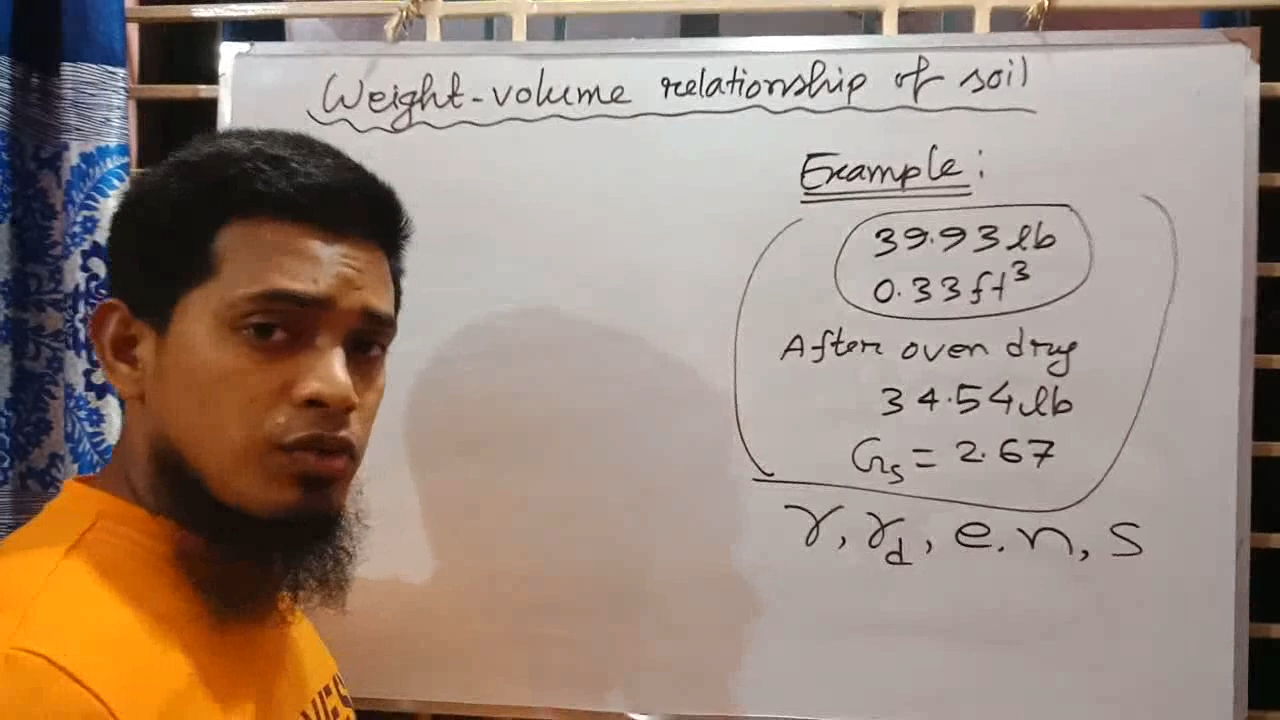 Weight-volume relationship of soil
Example:
39.93 lb
0.33 ft³
After oven dry
34.54 lb
Gs = 2.67
γ, γd, e, n, s